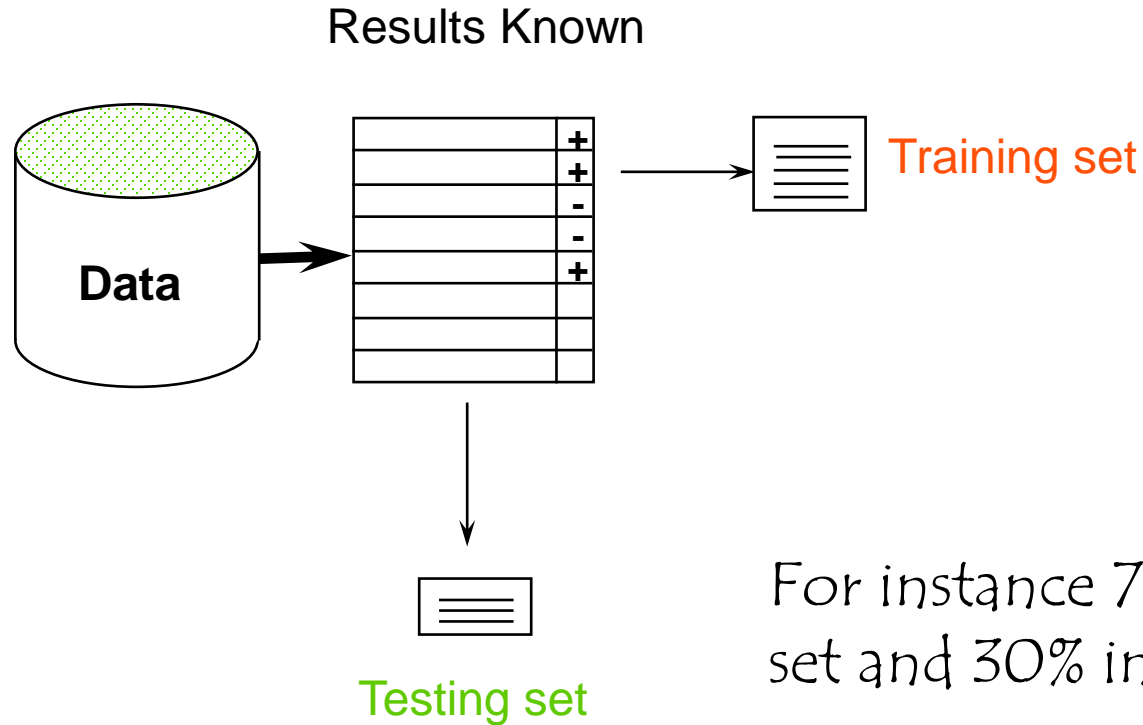 Results Known
+
+
-
-
+
Training set
Data
For instance 7
set and 30% in
Testing set